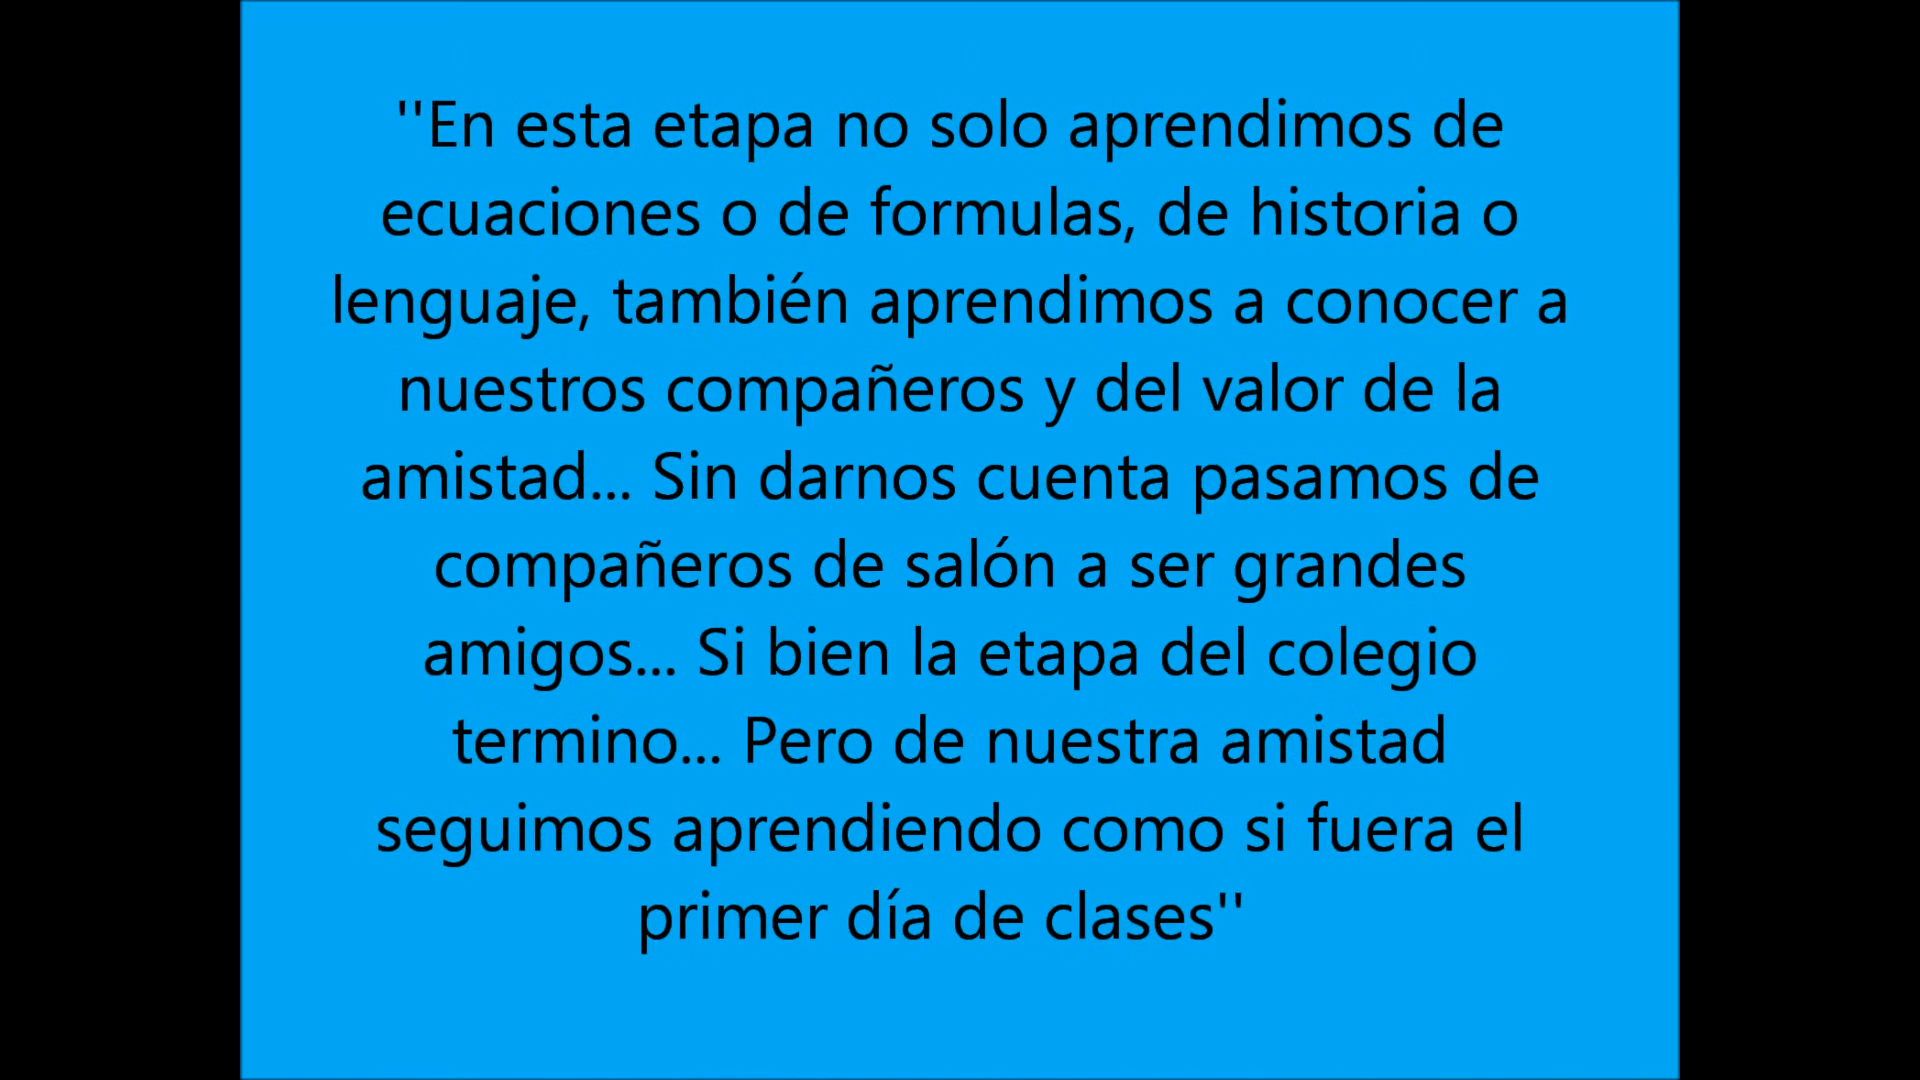 ''En esta etapa no solo aprendimos de
ecuaciones o de formulas, de historia o
lenguaje, también aprendimos a conocer a
nuestros compañeros y del valor de la
amistad... Sin darnos cuenta pasamos de
compañeros de salón a ser grandes
amigos... Si bien la etapa del colegio
termino... Pero de nuestra amistad
seguimos aprendiendo como si fuera el
primer día de clases''